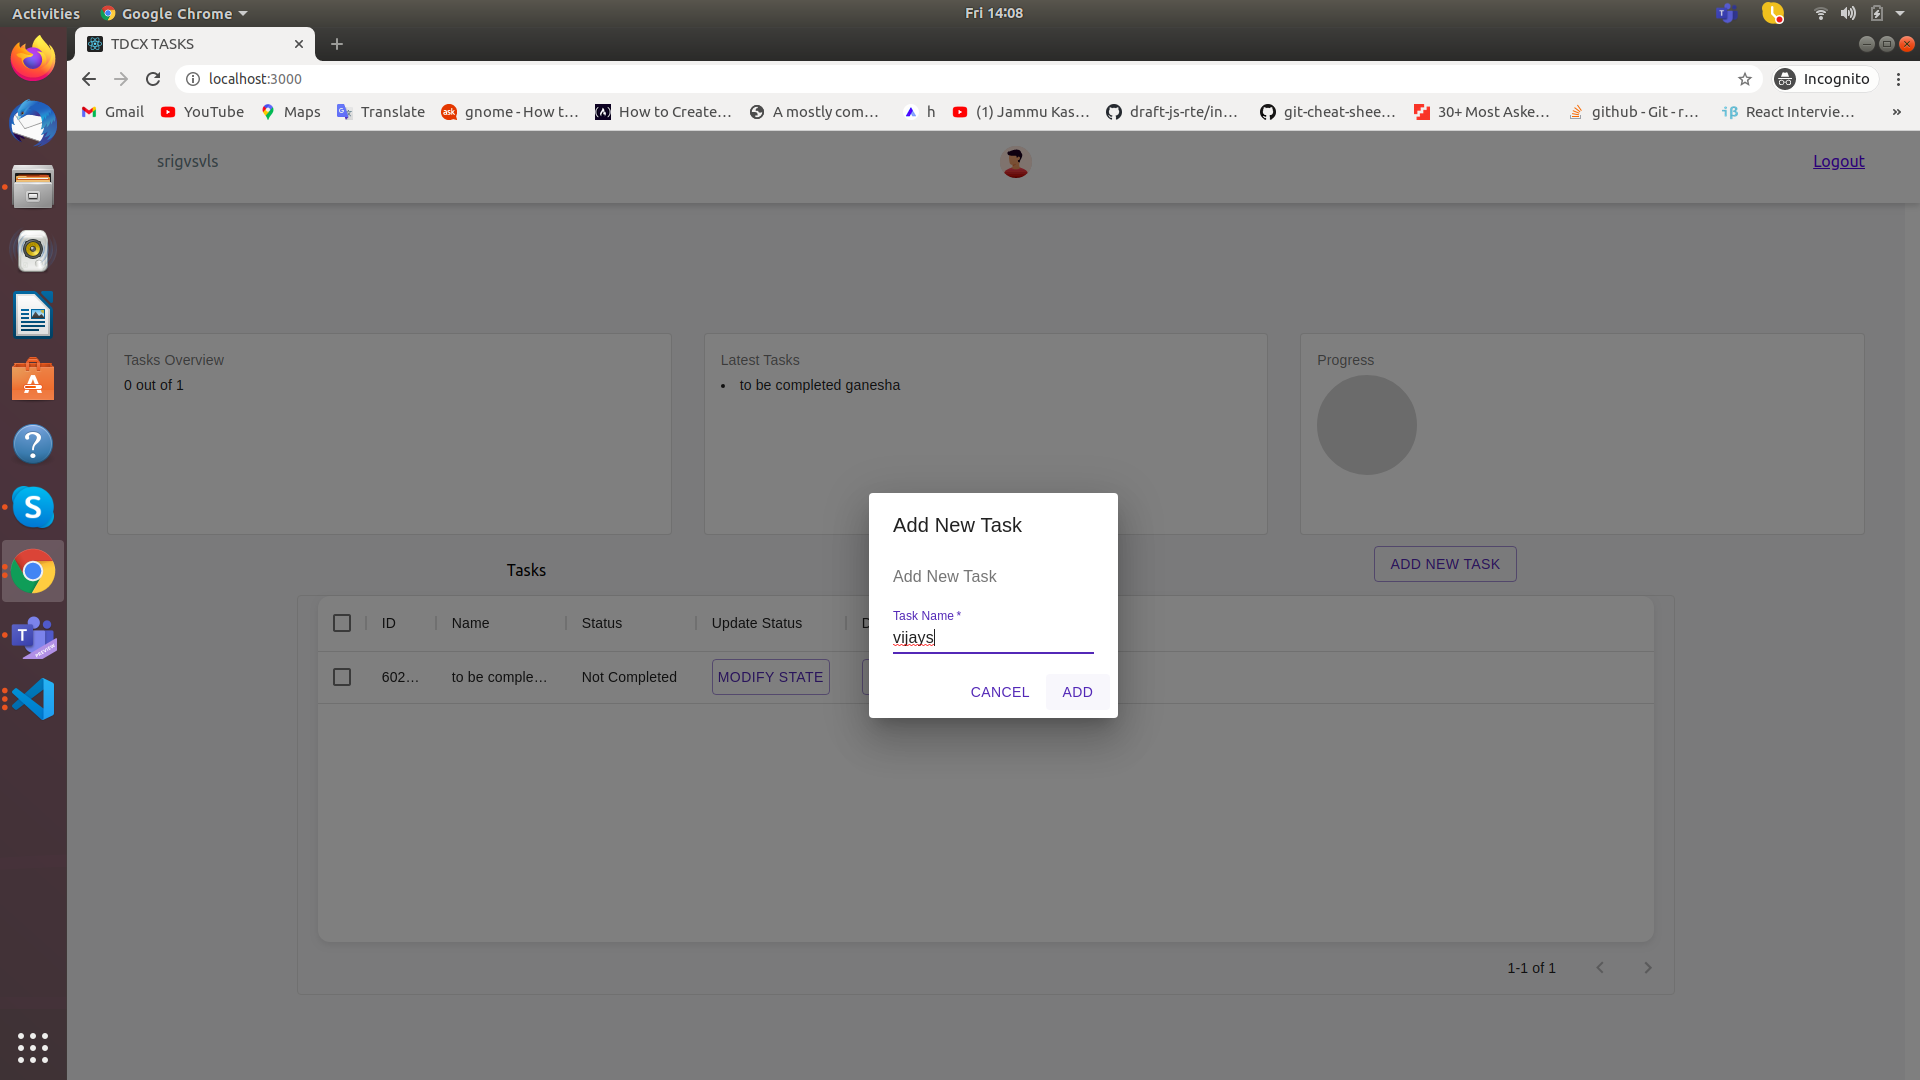 Activities
Google Chrome
Fri 14:08
TDCX TASKS
localhost:3000
Incognito
Gmail
YouTube
Maps
Translate
ask
gnome - How t…
How to Create…
A mostly com…
h
(1) Jammu Kas…
draft-js-rte/in…
git-cheat-shee…
30+ Most Aske…
github - Git - r…
iβ
React Intervie…
»
srigvsvls
Logout
Tasks Overview
0 out of 1
Latest Tasks
• to be completed ganesha
Progress
Tasks
ADD NEW TASK
ID
Name
Status
Update Status
D
602…
to be comple…
Not Completed
MODIFY STATE
Add New Task
Add New Task
Task Name *
vijays
CANCEL
ADD
1-1 of 1
PREVIEW